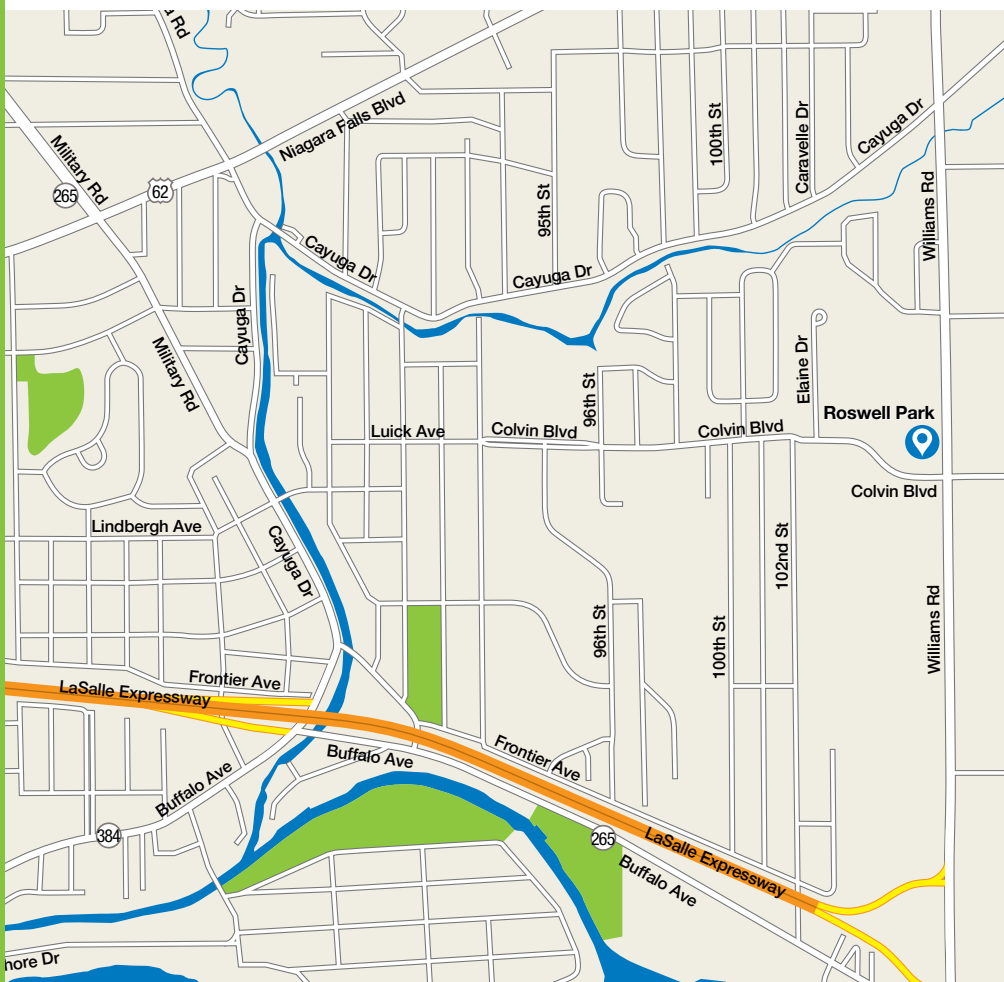 Rd
Niagara Falls Blvd
Military Rd
265
62
100th St
Caravelle Dr
Cayuga Dr
95th St
Williams Rd
Cayuga Dr
Cayuga Dr
Cayuga Dr
Military Rd
Elaine Dr
96th St
Roswell Park
Luick Ave
Colvin Blvd
Colvin Blvd
Colvin Blvd
Lindbergh Ave
Cayuga Dr
102nd St
Williams Rd
96th St
100th St
Frontier Ave
LaSalle Expressway
Buffalo Ave
Frontier Ave
Buffalo Ave
384
265
LaSalle Expressway
Buffalo Ave
hore Dr